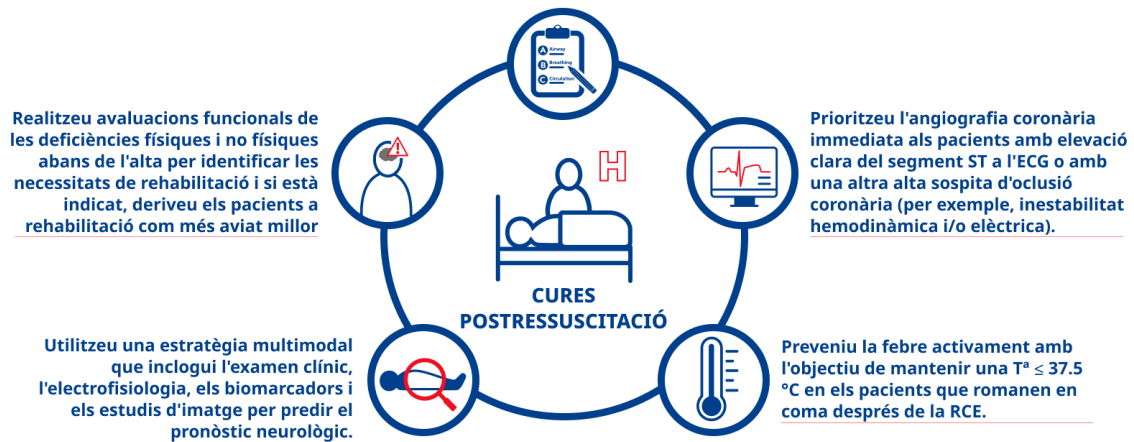 A Airway
B Breathing
C Circulation
Realitzeu avaluacions funcionals de
les deficiències físiques i no físiques
abans de l'alta per identificar les
necessitats de rehabilitació i si està
indicat, deriveu els pacients a
rehabilitació com més aviat millor
Prioritzeu l'angiografia coronària
immediata als pacients amb elevació
clara del segment ST a l'ECG o amb
una altra alta sospita d'oclusió
coronària (per exemple, inestabilitat
hemodinàmica i/o elèctrica).
H
CURES
POSTRESSUSCITACIÓ
Utilitzeu una estratègia multimodal
que inclogui l'examen clínic,
l'electrofisiologia, els biomarcadors i
els estudis d'imatge per predir el
pronòstic neurològic.
Preveniu la febre activament amb
l'objectiu de mantenir una Tª ≤ 37.5
°C en els pacients que romanen en
coma després de la RCE.